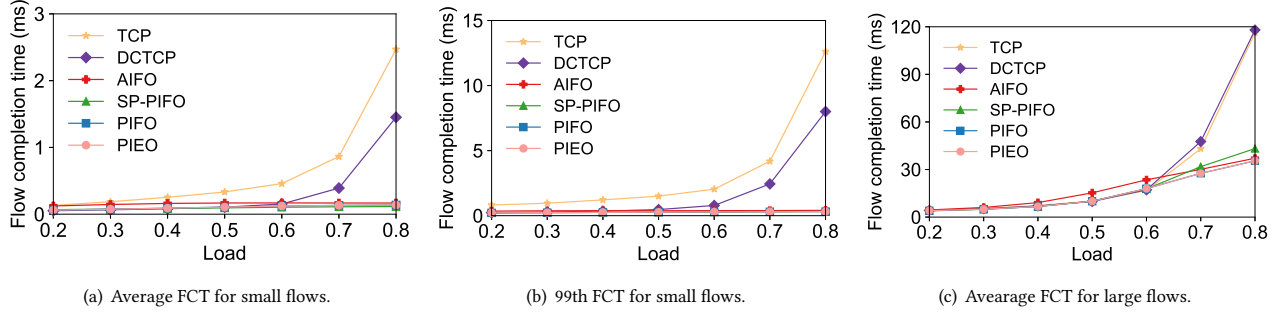 Flow completion time (ms)
3
2
1
0
TCP
DCTCP
AIFO
SP-PIFO
PIFO
PIEO
0.2 0.3 0.4 0.5 0.6 0.7 0.8
Load
(a) Average FCT for small flows.
Flow completion time (ms)
15
10
5
0
TCP
DCTCP
AIFO
SP-PIFO
PIFO
PIEO
0.2 0.3 0.4 0.5 0.6 0.7 0.8
Load
(b) 99th FCT for small flows.
Flow completion time (ms)
120
90
60
30
0
TCP
DCTCP
AIFO
SP-PIFO
PIFO
PIEO
0.2 0.3 0.4 0.5 0.6 0.7 0.8
Load
(c) Avearage FCT for large flows.